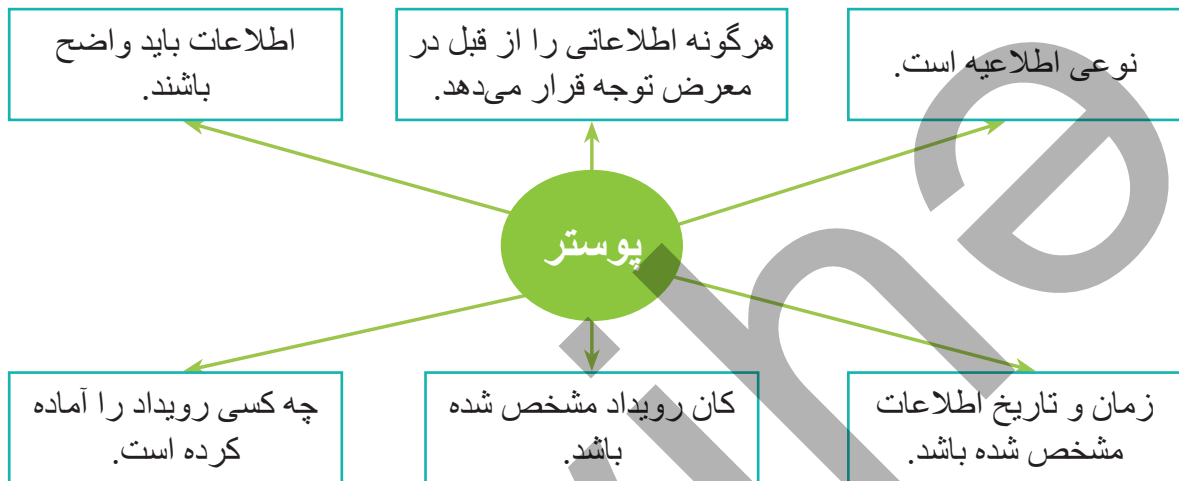 نوعی اطلاعیه است.
هرگونه اطلاعاتی را از قبل در
معرض توجه قرار می‌دهد.
اطلاعات باید واضح
باشند.
پوستر
زمان و تاریخ اطلاعات
مشخص شده باشد.
کان رویداد مشخص شده
باشد.
چه کسی رویداد را آماده
کرده است.